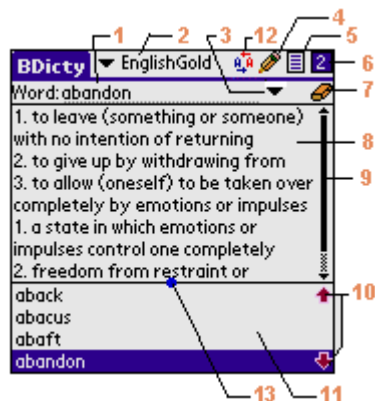 1 2 3 12 4
5
BDicty EnglishGold 2 6
Word: abandon 7
1. to leave (something or someone)
with no intention of returning 8
2. to give up by withdrawing from 9
3. to allow (oneself) to be taken over
completely by emotions or impulses
1. a state in which emotions or
impulses control one completely
2. freedom from restraint or
aback 10
abacus
abaft
abandon
13 11